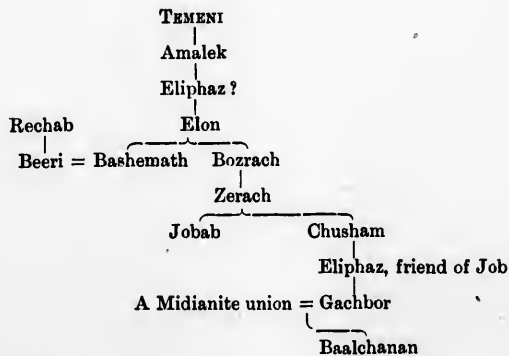 TEMENI
Amalek
Eliphaz?
Rechab
Elon
Beeri = Bashemath Bozrach
Zerach
Jobab Chusham
Eliphaz, friend of Job
A Midianite union = Gachbor
Baalchanan